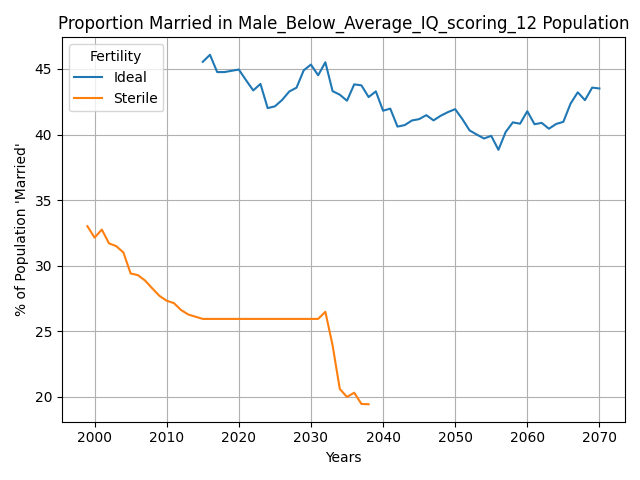 Proportion Married in Male_Below_Average_IQ_scoring_12 Population
Fertility
Ideal
Sterile
% of Population 'Married'
45
40
35
30
25
20
2000 2010 2020 2030 2040 2050 2060 2070
Years